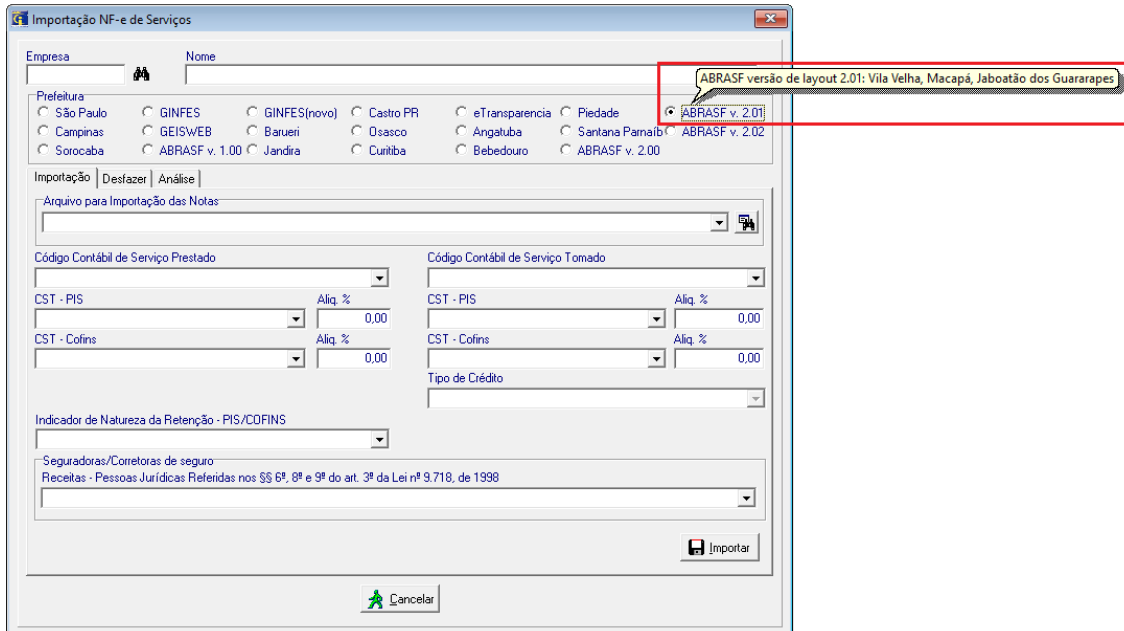 Importação NF-e de Serviços
Empresa Nome
ABRASF versão de layout 2.01: Vila Velha, Macapá, Jaboatão dos Guararapes
Prefeitura
São Paulo GINFES GINFES(novo) Castro PR eTransparencia Piedade ABRASF v. 2.01
Campinas GEISWEB Barueri Osasco Angatuba Santana Parnaíb ABRASF v. 2.02
Sorocaba ABRASF v. 1.00 Jandira Curitiba Bebedouro ABRASF v. 2.00
Importação Desfazer Análise
Arquivo para Importação das Notas
Código Contábil de Serviço Prestado Código Contábil de Serviço Tomado
CST - PIS Aliq. % CST - PIS Aliq. %
0,00 0,00
CST - Cofins Aliq. % CST - Cofins Aliq. %
0,00 0,00
Tipo de Crédito
Indicador de Natureza da Retenção - PIS/COFINS
Seguradoras/Corretoras de seguro
Receitas - Pessoas Jurídicas Referidas nos §§ 6º, 8º e 9º do art. 3º da Lei nº 9.718, de 1998
Importar
Cancelar